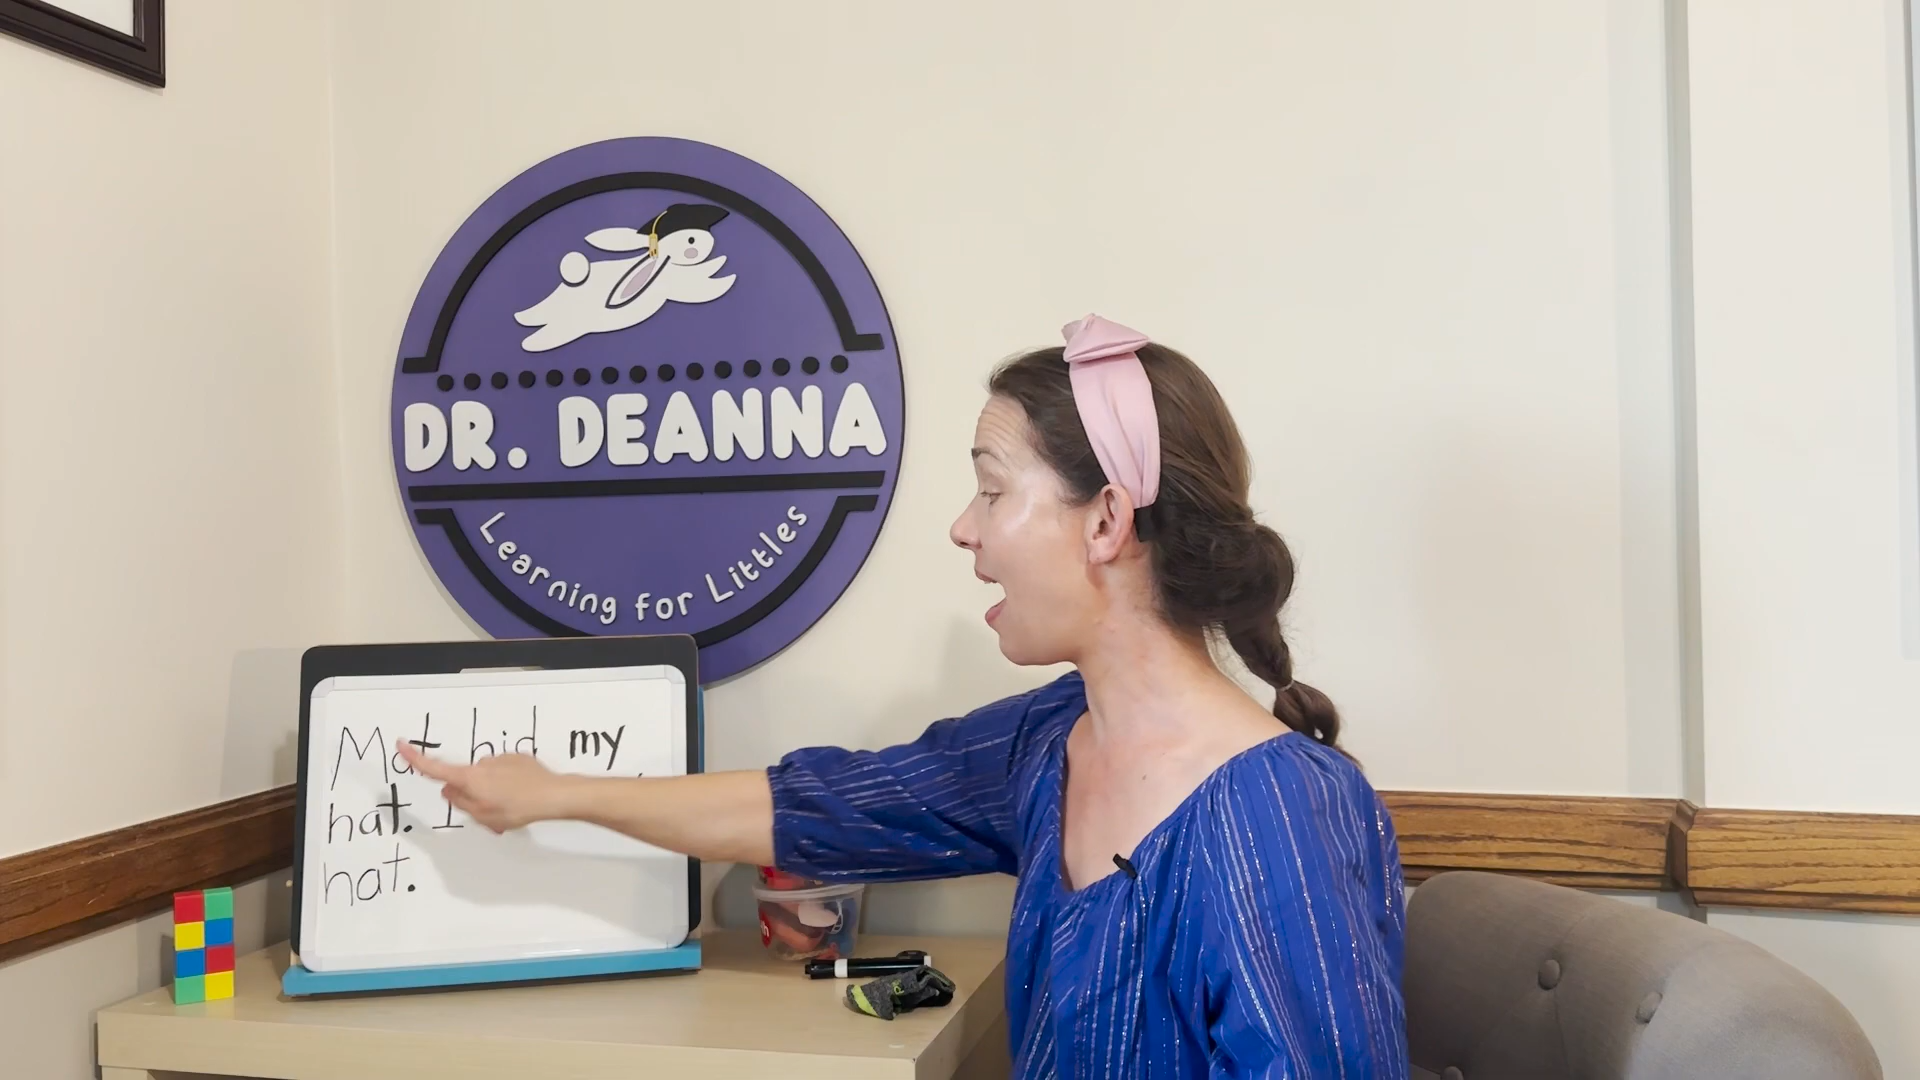 DR. DEANNA
Learning for Littles
Mat hid my
hat. I
hat.